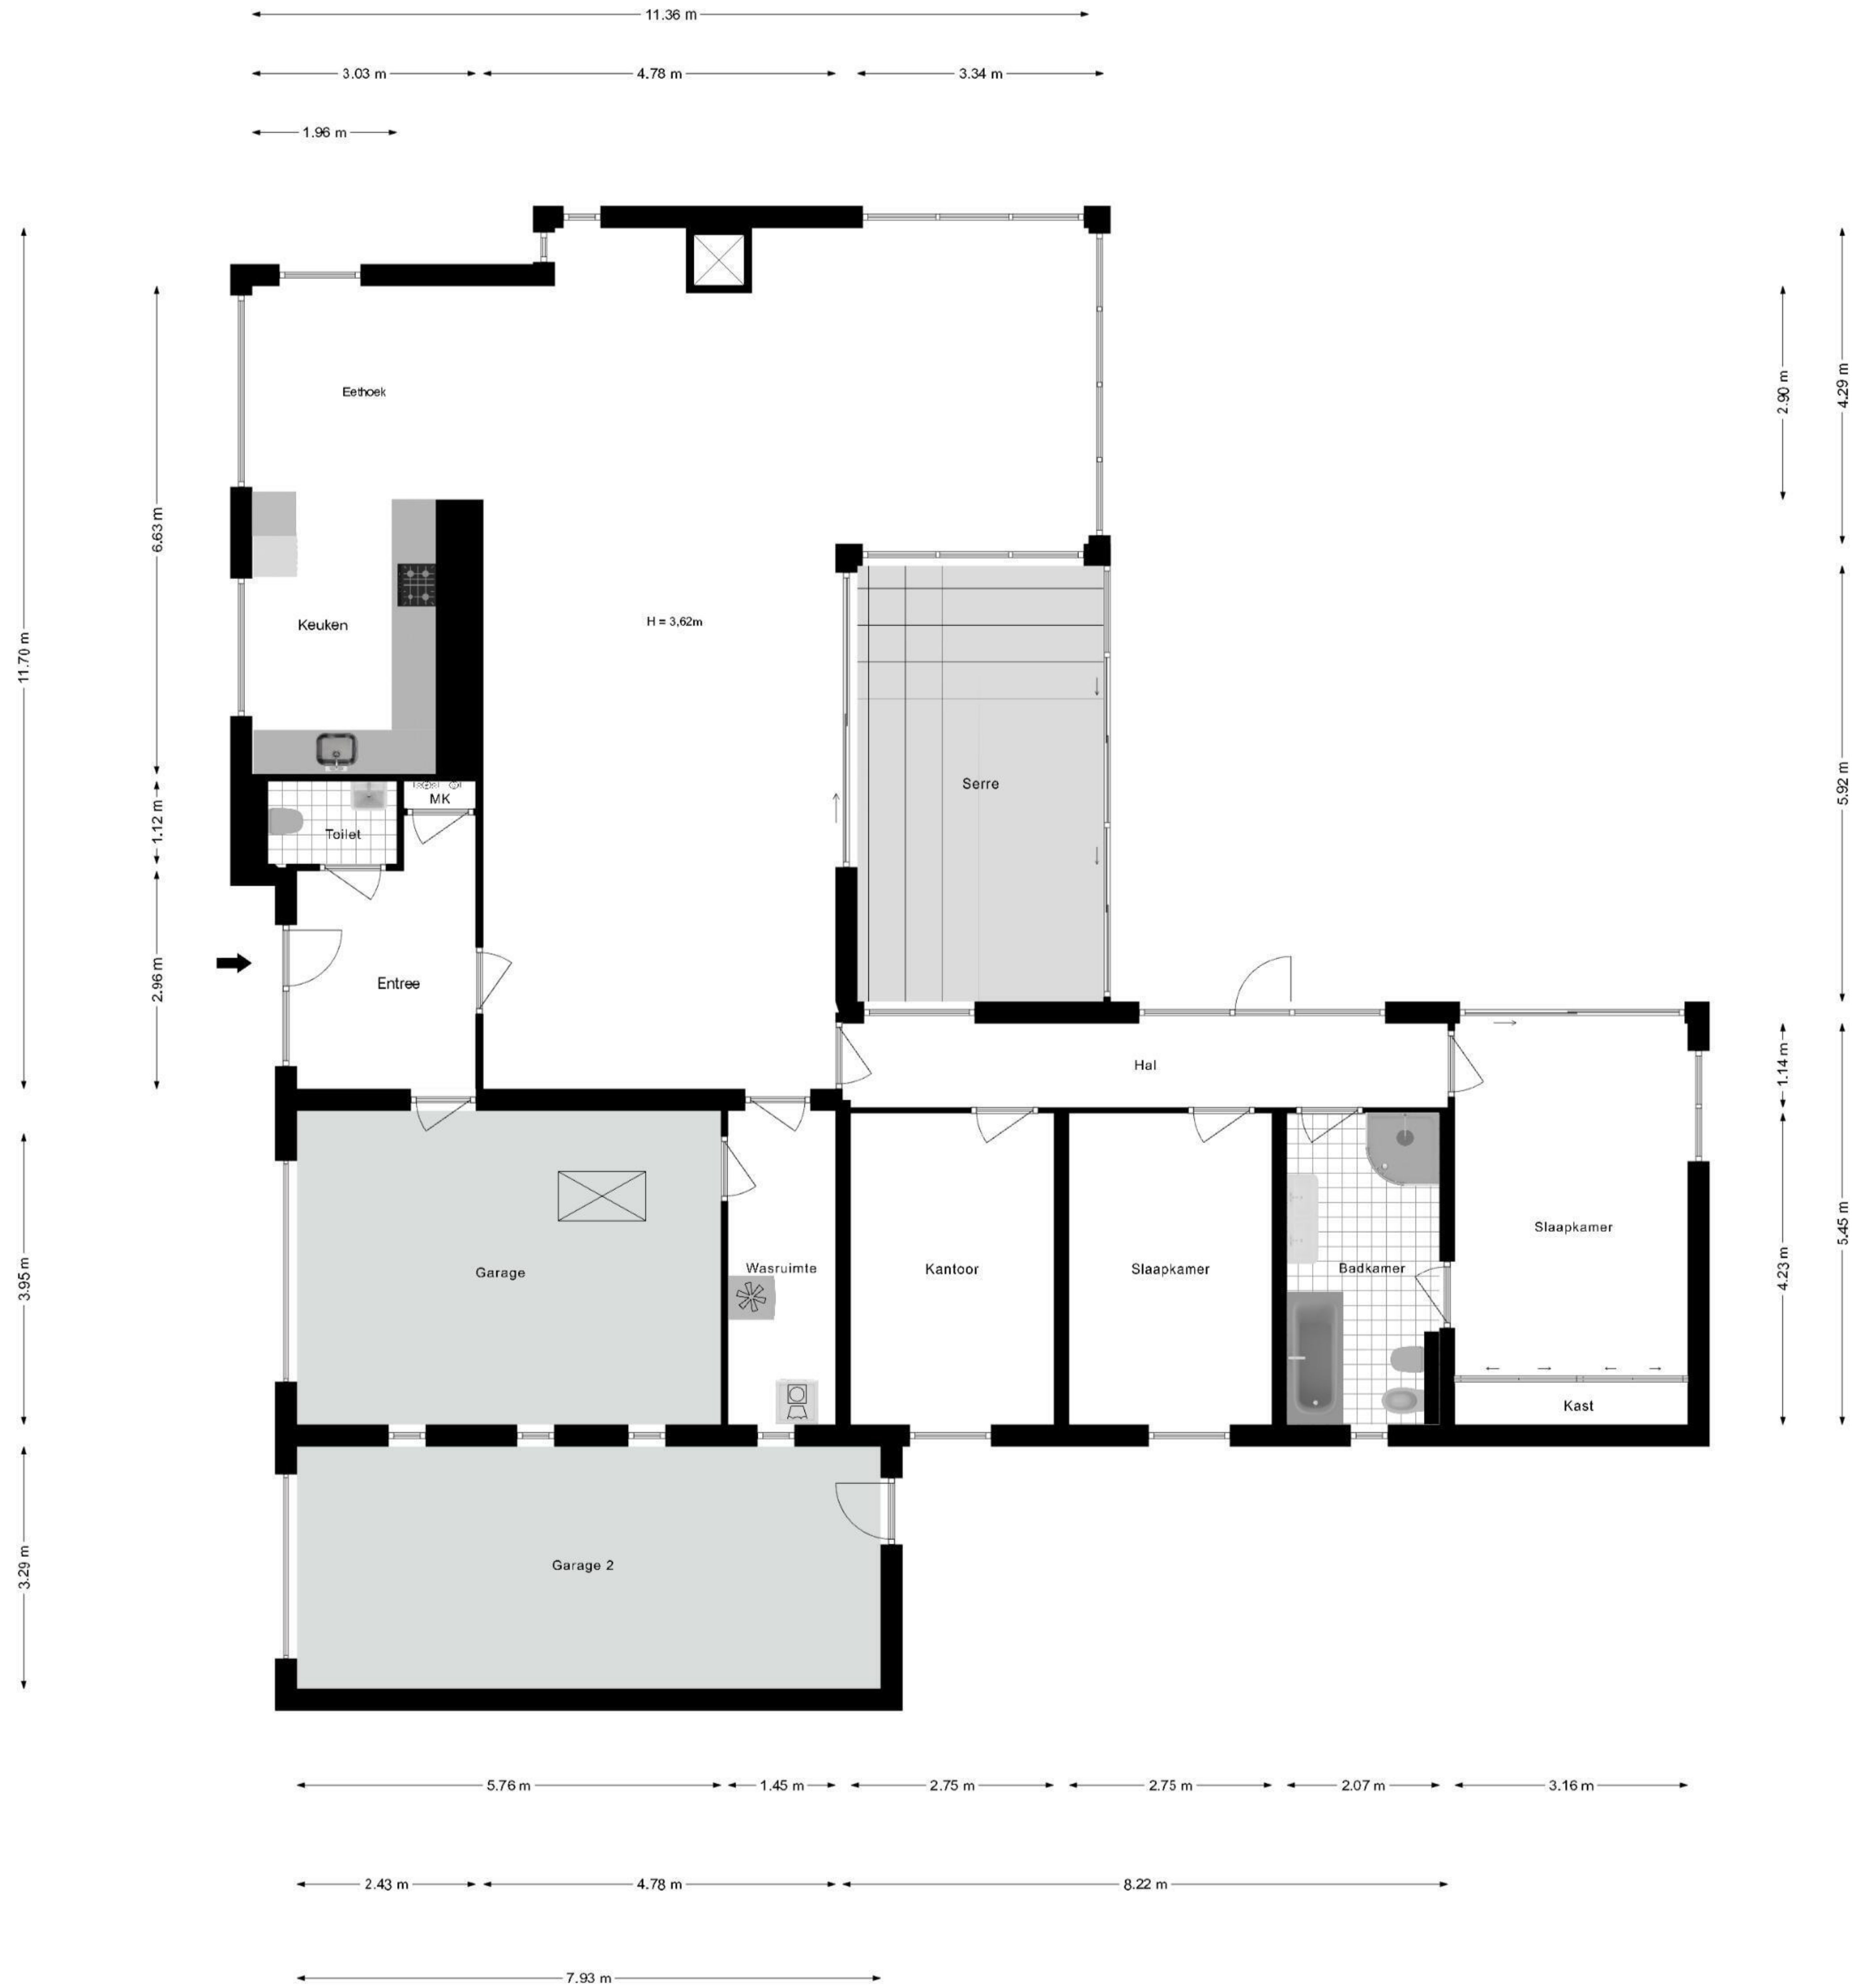 11.36 m
3.03 m
4.78 m
3.34 m
1.96 m
Eethoek
2.90 m
4.29 m
6.63 m
11.70 m
Keuken
H = 3,62m
Serre
5.92 m
MK
Toilet
1.12 m
Entree
2.96 m
Hal
1.14 m
Garage
Wasruimte
Kantoor
Slaapkamer
Badkamer
Slaapkamer
3.95 m
4.23 m
5.45 m
Kast
Garage 2
3.29 m
5.76 m
1.45 m
2.75 m
2.75 m
2.07 m
3.16 m
2.43 m
4.78 m
8.22 m
7.93 m